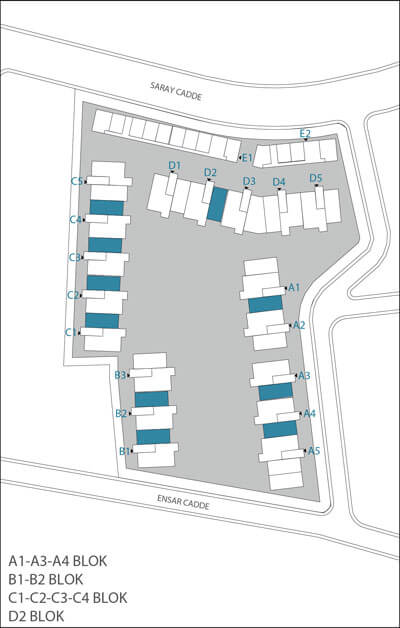 SARAY CADDE
E2
E1
D1
D2
D3
D4
D5
C5
C4
C3
C2
C1
A1
A2
B3
B2
B1
A3
A4
A5
ENSAR CADDE
A1-A3-A4 BLOK
B1-B2 BLOK
C1-C2-C3-C4 BLOK
D2 BLOK